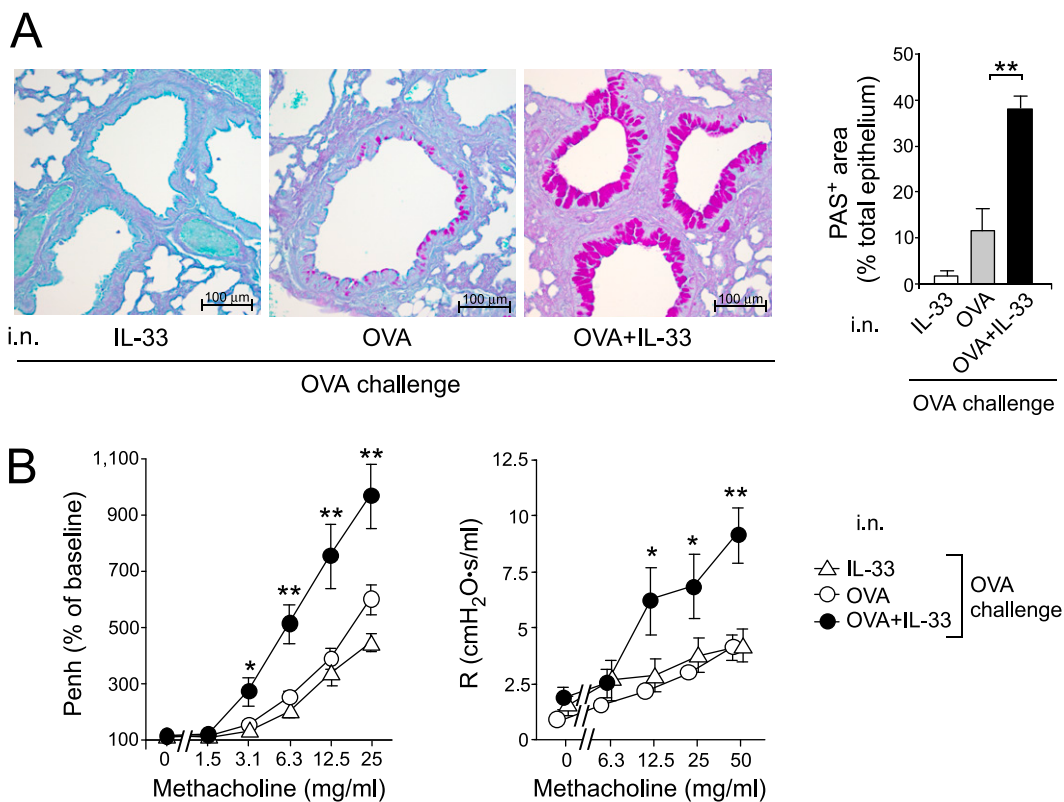 A
100 µm
100 µm
100 µm
i.n.
IL-33
OVA
OVA+IL-33
OVA challenge
PAS+ area
(% total epithelium)
50
40
30
20
10
0
**
i.n.
IL-33
OVA
OVA+IL-33
OVA challenge
B
Penh (% of baseline)
1,100
900
700
500
300
100
*
**
**
**
0
1.5
3.1
6.3
12.5
25
Methacholine (mg/ml)
R (cmH2O•s/ml)
12.5
10
7.5
5
2.5
0
*
*
**
0
6.3
12.5
25
50
Methacholine (mg/ml)
i.n.
IL-33
OVA
OVA+IL-33
OVA
challenge